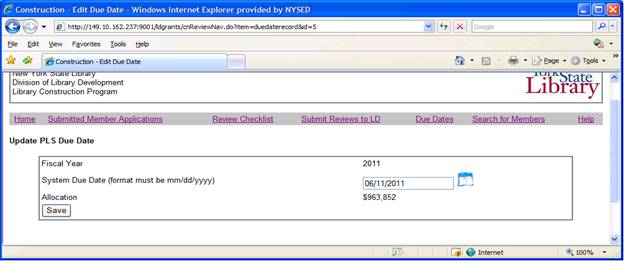 Construction - Edit Due Date - Windows Internet Explorer provided by NYSED
http://149.10.162.237:9001/ldgrants/cnReviewNav.do?item=duedaterecord&id=5
Google
File Edit View Favorites Tools Help
Construction - Edit Due Date
Page Tools
New York State Library
Division of Library Development
Library Construction Program
York State
Library
Home Submitted Member Applications Review Checklist Submit Reviews to LD Due Dates Search for Members Help
Update PLS Due Date
Fiscal Year 2011
System Due Date (format must be mm/dd/yyyy) 06/11/2011
Allocation $963,852
Save
Internet 100%